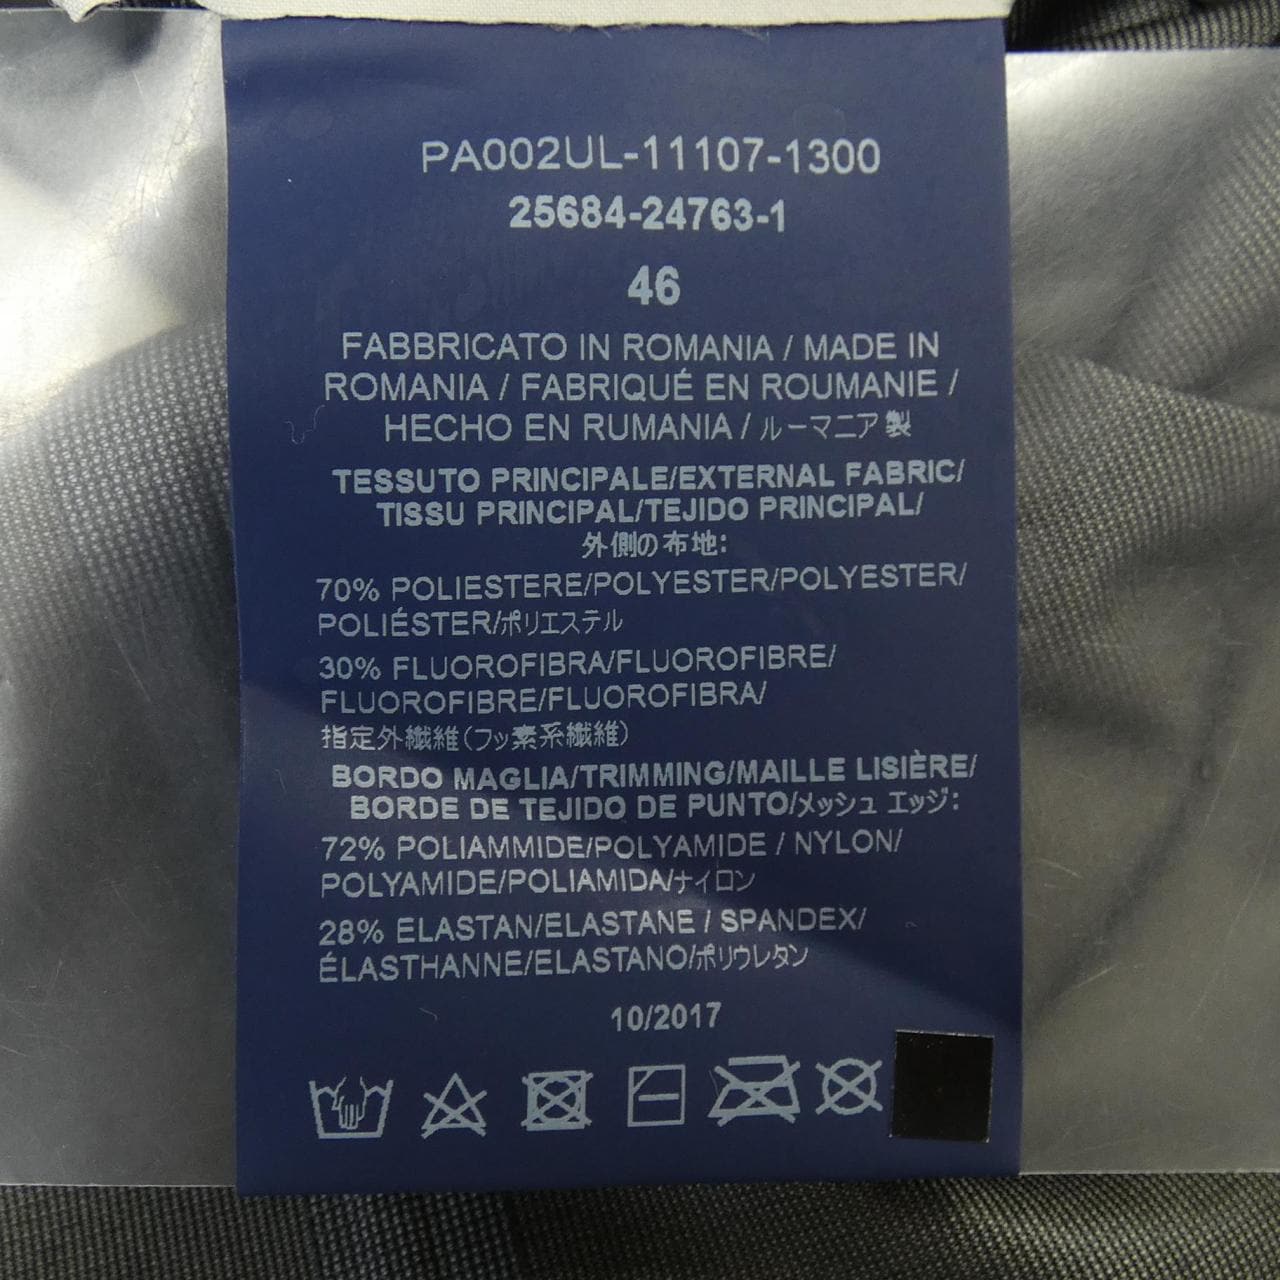 PA002UL-11107-1300
25684-24763-1
46
FABBRICATO IN ROMANIA / MADE IN
ROMANIA / FABRIQUÉ EN ROUMANIE /
HECHO EN RUMANIA / ルーマニア製
TESSUTO PRINCIPALE/EXTERNAL FABRIC/
TISSU PRINCIPAL/TEJIDO PRINCIPAL/
外側の布地:
70% POLIESTERE/POLYESTER/POLYESTER/
POLIÉSTER/ポリエステル
30% FLUOROFIBRA/FLUOROFIBRE/
FLUOROFIBRE/FLUOROFIBRA/
指定外繊維(フッ素系繊維)
BORDO MAGLIA/TRIMMING/MAILLE LISIÈRE/
BORDE DE TEJIDO DE PUNTO/メッシュ エッジ:
72% POLIAMMIDE/POLYAMIDE / NYLON/
POLYAMIDE/POLIAMIDA/ナイロン
28% ELASTAN/ELASTANE / SPANDEX/
ÉLASTHANNE/ELASTANO/ポリウレタン
10/2017